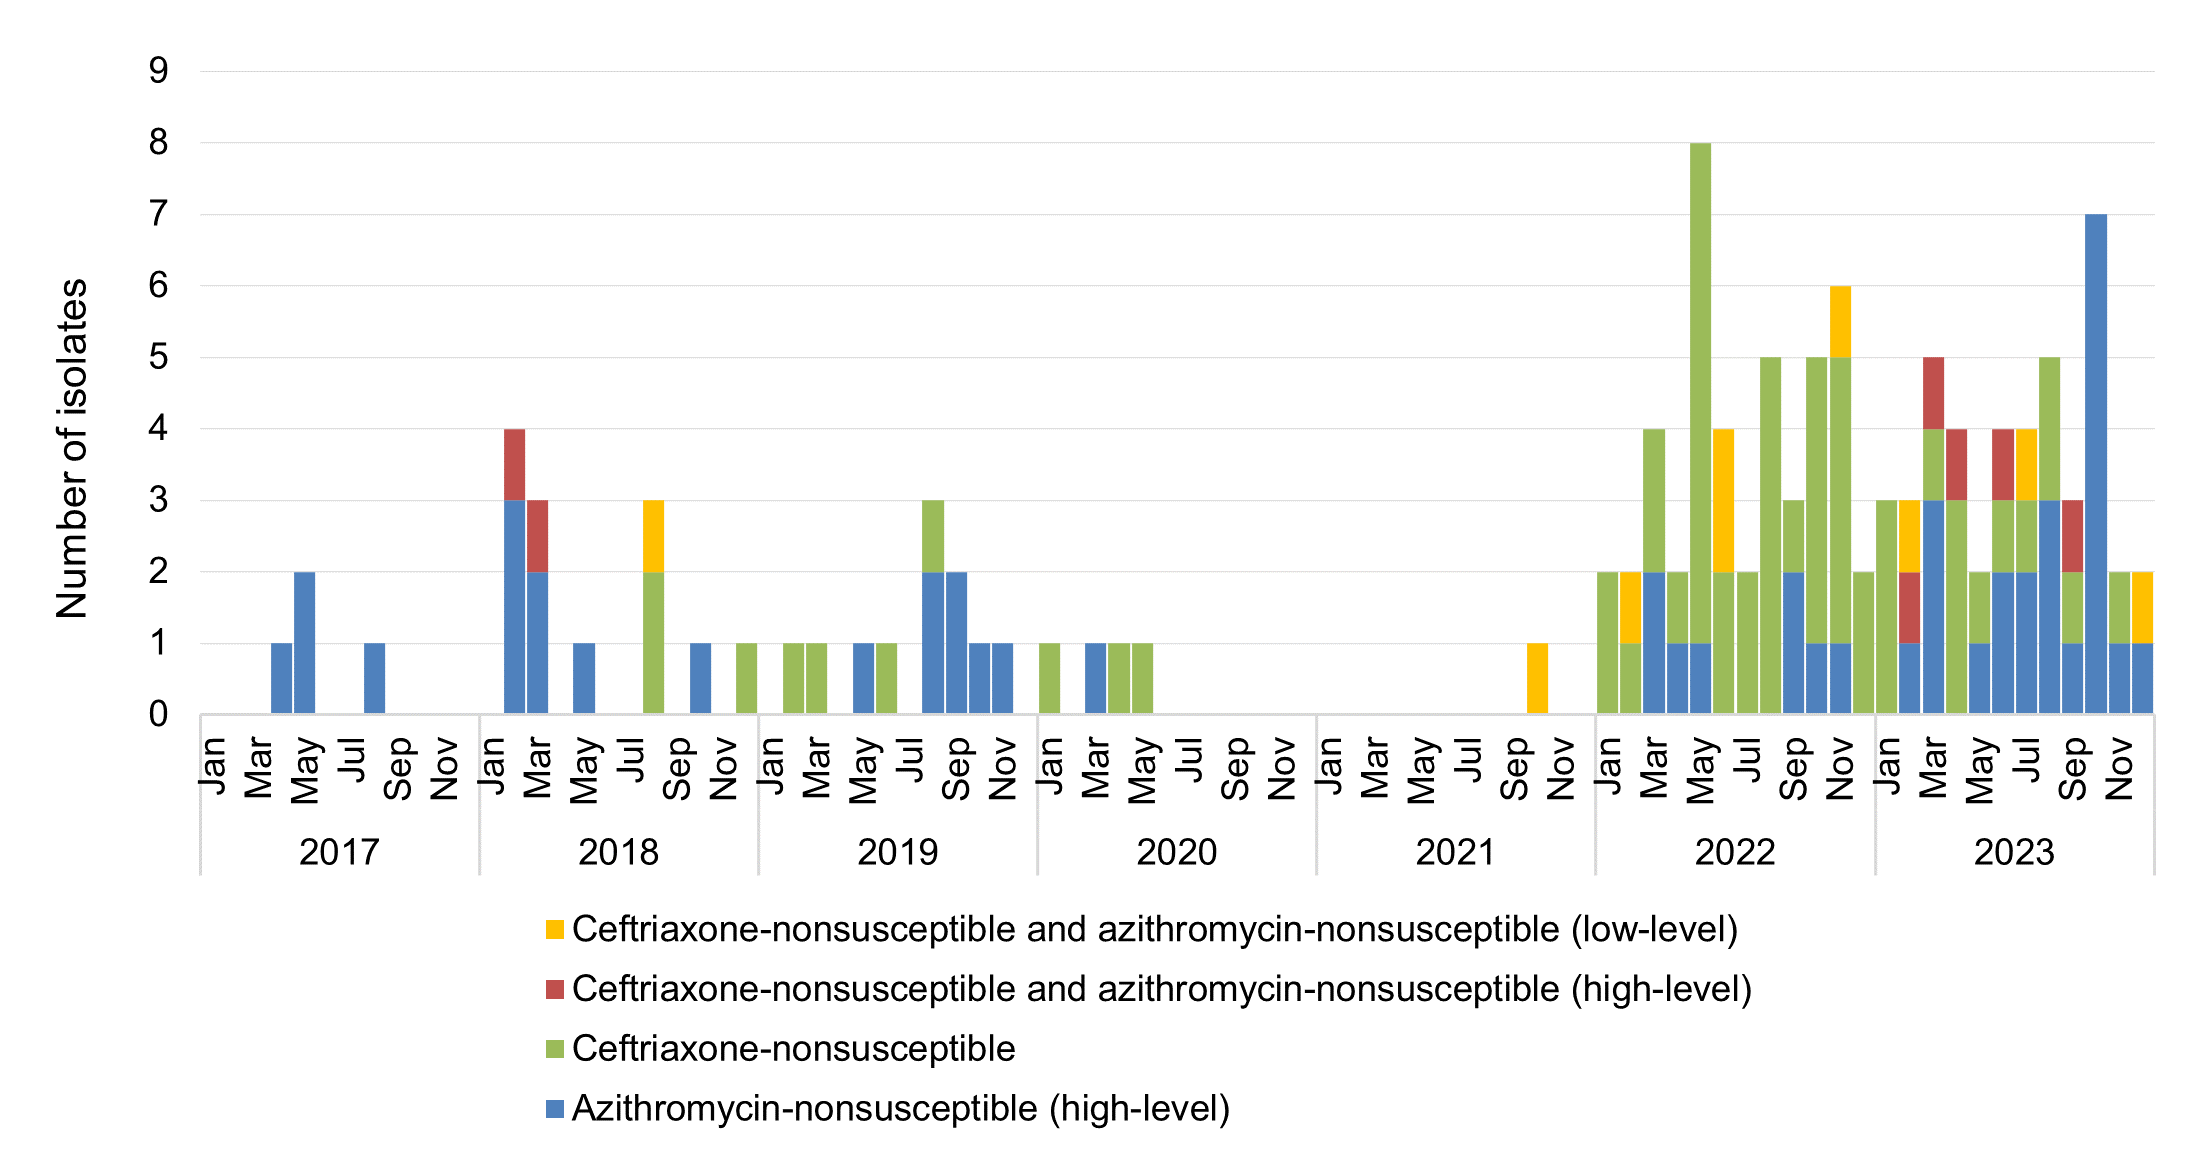 Number of isolates
9
8
7
6
5
4
3
2
1
0
Jan Mar May Jul Sep Nov Jan Mar May Jul Sep Nov Jan Mar May Jul Sep Nov Jan Mar May Jul Sep Nov Jan Mar May Jul Sep Nov Jan Mar May Jul Sep Nov Jan Mar May Jul Sep Nov
2017 2018 2019 2020 2021 2022 2023
Ceftriaxone-nonsusceptible and azithromycin-nonsusceptible (low-level)
Ceftriaxone-nonsusceptible and azithromycin-nonsusceptible (high-level)
Ceftriaxone-nonsusceptible
Azithromycin-nonsusceptible (high-level)